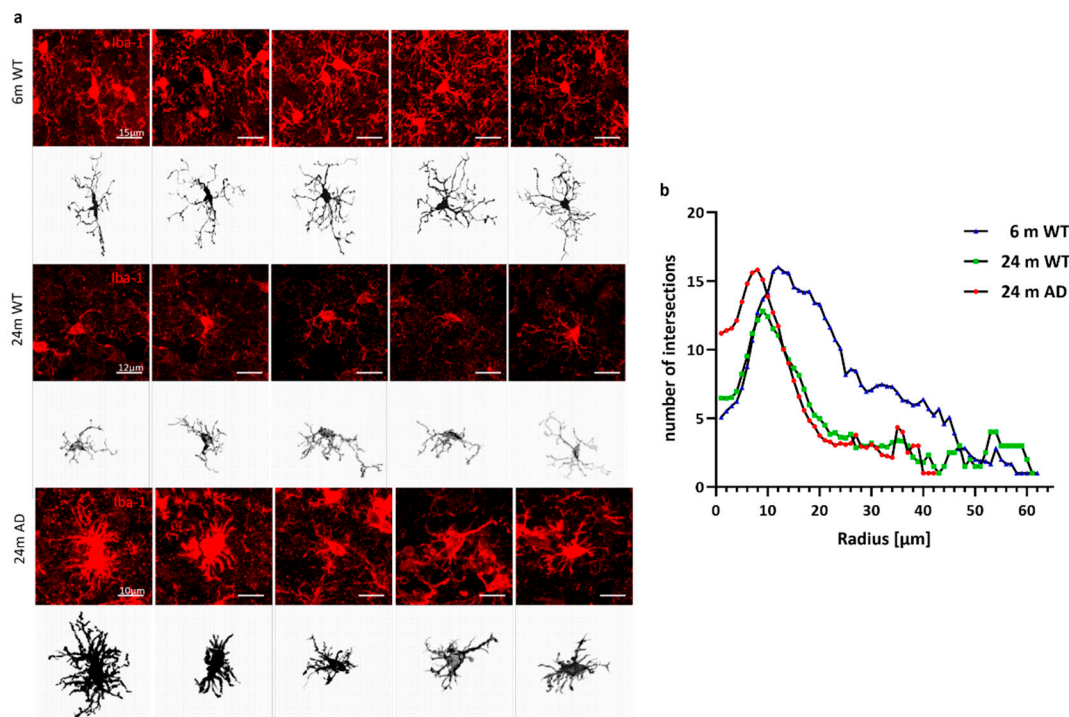 a
6m WT
Iba-1
15µm
24m WT
Iba-1
12µm
24m AD
Iba-1
10µm
b
20
15
10
5
0
number of intersections
0 10 20 30 40 50 60
Radius [µm]
6 m WT
24 m WT
24 m AD